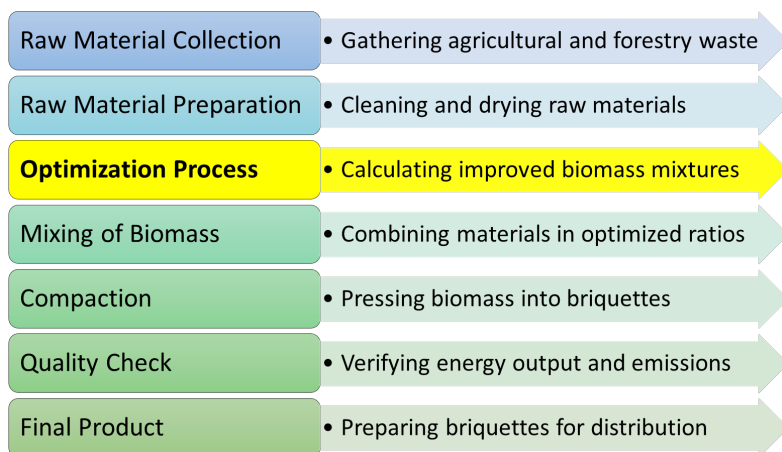 Raw Material Collection
• Gathering agricultural and forestry waste
Raw Material Preparation
• Cleaning and drying raw materials
Optimization Process
• Calculating improved biomass mixtures
Mixing of Biomass
• Combining materials in optimized ratios
Compaction
• Pressing biomass into briquettes
Quality Check
• Verifying energy output and emissions
Final Product
• Preparing briquettes for distribution